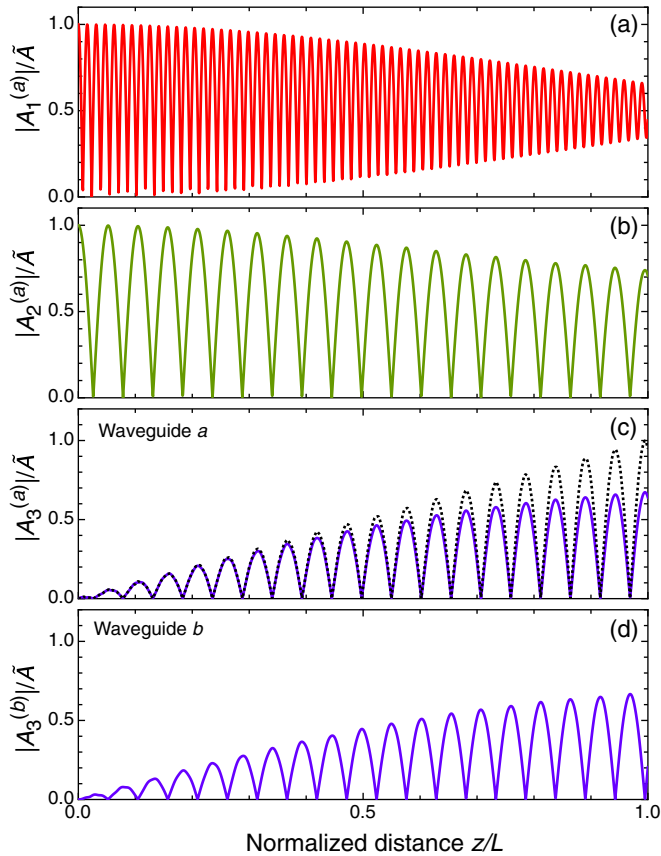 (a)
|A₁⁽ᵃ⁾|/Ã
1.0
0.5
0.0
(b)
|A₂⁽ᵃ⁾|/Ã
1.0
0.5
0.0
Waveguide a
(c)
|A₃⁽ᵃ⁾|/Ã
1.0
0.5
0.0
Waveguide b
(d)
|A₃⁽ᵇ⁾|/Ã
1.0
0.5
0.0
0.0 0.5 1.0
Normalized distance z/L